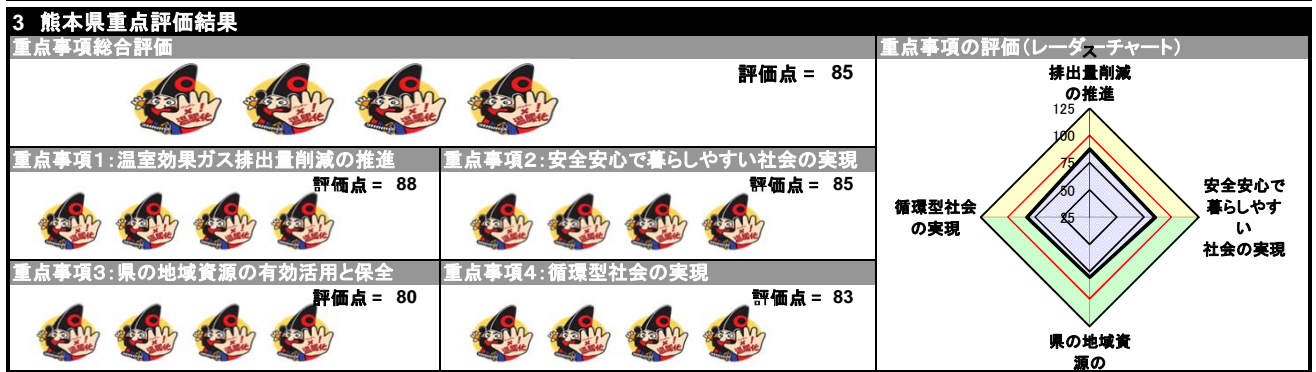 3 熊本県重点評価結果
重点事項総合評価
評価点 = 85
重点事項1:温室効果ガス排出量削減の推進
評価点 = 88
重点事項2:安全安心で暮らしやすい社会の実現
評価点 = 85
重点事項3:県の地域資源の有効活用と保全
評価点 = 80
重点事項4:循環型社会の実現
評価点 = 83
重点事項の評価(レーダーチャート)
ス
排出量削減
の推進
125
100
75
50
25
安全安心で
暮らしやす
い
社会の実現
循環型社会
の実現
県の地域資
源の